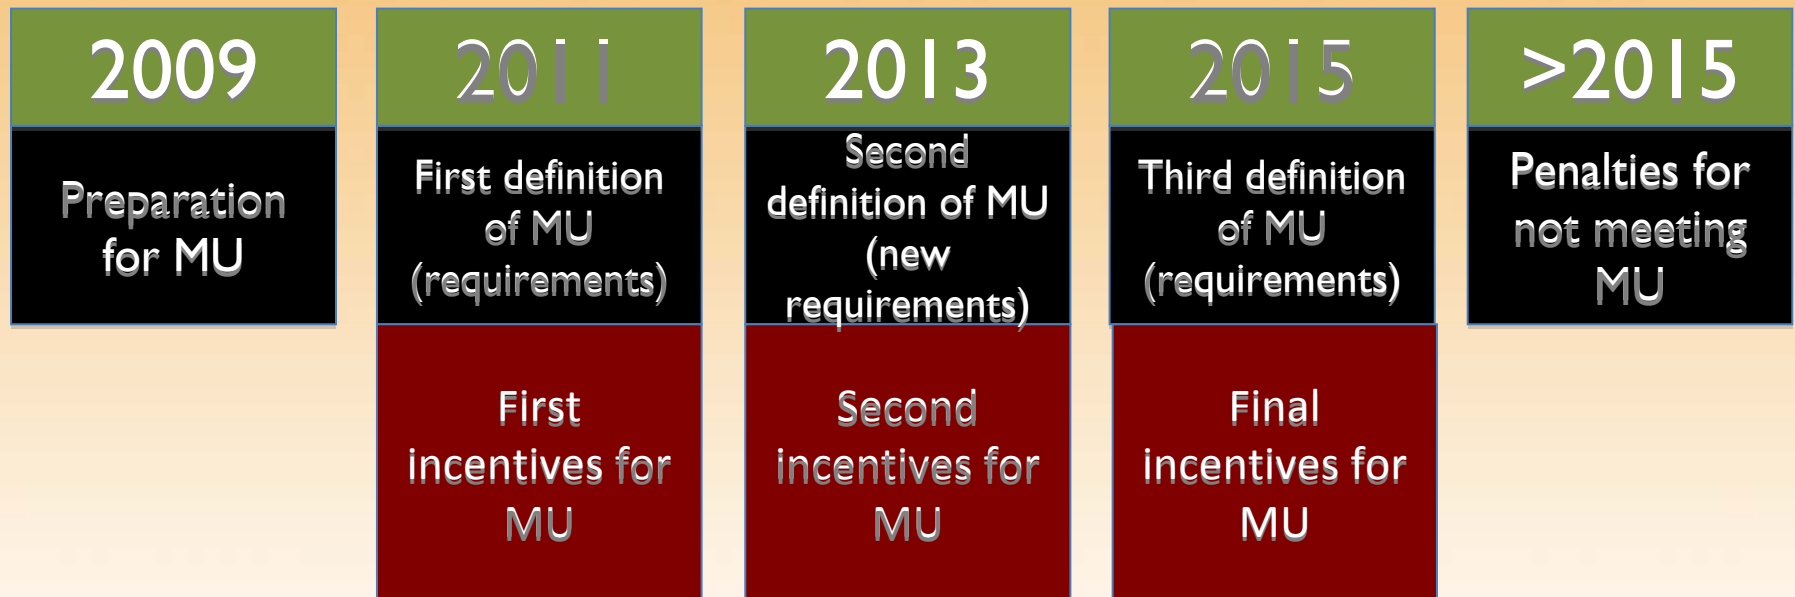 2009
Preparation
for MU
2011
First definition
of MU
(requirements)
First
incentives for
MU
2013
Second
definition of MU
(new
requirements)
Second
incentives for
MU
2015
Third definition
of MU
(requirements)
Final
incentives for
MU
>2015
Penalties for
not meeting
MU